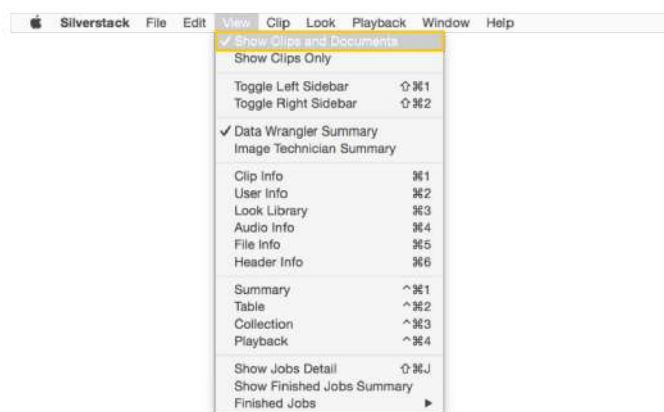 Silverstack File Edit View Clip Look Playback Window Help
✓ Show Clips and Documents
Show Clips Only
Toggle Left Sidebar ⇧⌘1
Toggle Right Sidebar ⇧⌘2
✓ Data Wrangler Summary
Image Technician Summary
Clip Info ⌘1
User Info ⌘2
Look Library ⌘3
Audio Info ⌘4
File Info ⌘5
Header Info ⌘6
Summary ^⌘1
Table ^⌘2
Collection ^⌘3
Playback ^⌘4
Show Jobs Detail ⇧⌘J
Show Finished Jobs Summary
Finished Jobs ▶